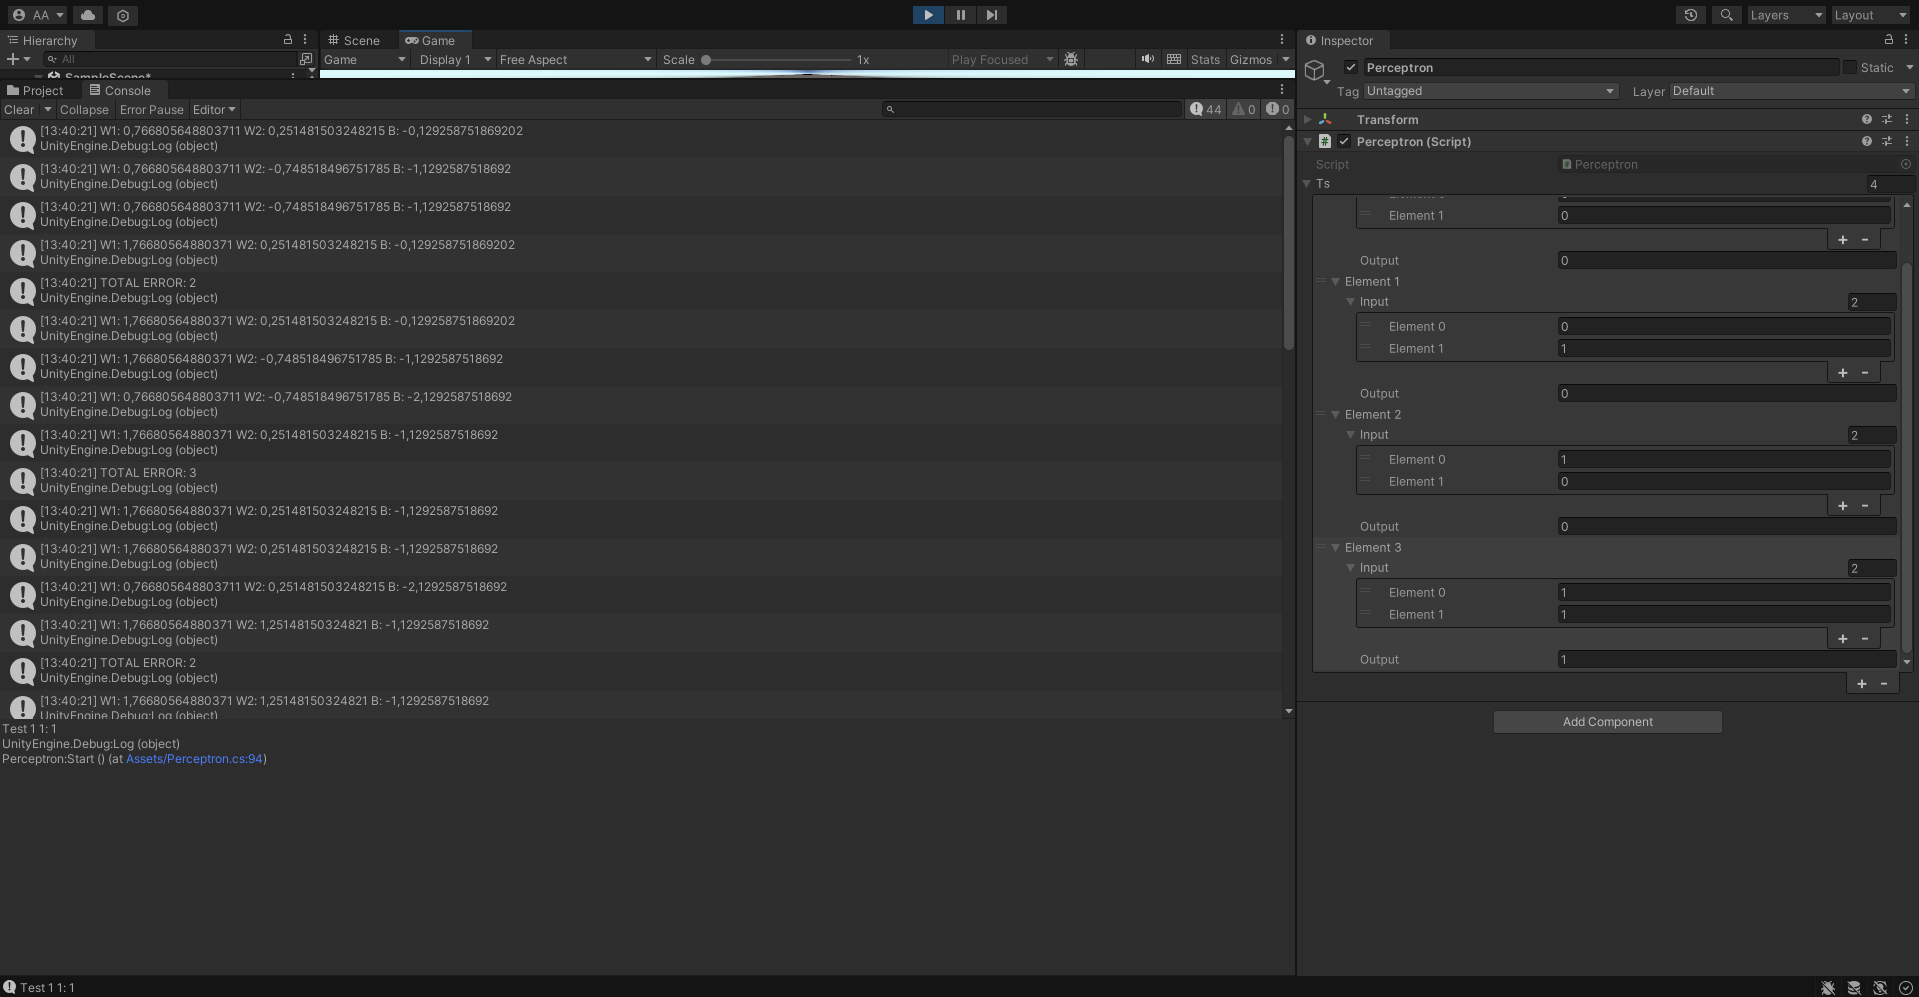 AA
Layers
Layout
Hierarchy
Scene
Game
Inspector
All
Game
Display 1
Free Aspect
Scale
1x
Play Focused
Stats
Gizmos
SampleScene*
Perceptron
Static
Tag Untagged
Layer Default
Project
Console
Clear
Collapse
Error Pause
Editor
44
0
0
[13:40:21] W1: 0,766805648803711 W2: 0,251481503248215 B: -0,129258751869202
UnityEngine.Debug:Log (object)
[13:40:21] W1: 0,766805648803711 W2: -0,748518496751785 B: -1,1292587518692
UnityEngine.Debug:Log (object)
[13:40:21] W1: 0,766805648803711 W2: -0,748518496751785 B: -1,1292587518692
UnityEngine.Debug:Log (object)
[13:40:21] W1: 1,76680564880371 W2: 0,251481503248215 B: -0,129258751869202
UnityEngine.Debug:Log (object)
[13:40:21] TOTAL ERROR: 2
UnityEngine.Debug:Log (object)
[13:40:21] W1: 1,76680564880371 W2: 0,251481503248215 B: -0,129258751869202
UnityEngine.Debug:Log (object)
[13:40:21] W1: 1,76680564880371 W2: -0,748518496751785 B: -1,1292587518692
UnityEngine.Debug:Log (object)
[13:40:21] W1: 0,766805648803711 W2: -0,748518496751785 B: -2,1292587518692
UnityEngine.Debug:Log (object)
[13:40:21] W1: 1,76680564880371 W2: 0,251481503248215 B: -1,1292587518692
UnityEngine.Debug:Log (object)
[13:40:21] TOTAL ERROR: 3
UnityEngine.Debug:Log (object)
[13:40:21] W1: 1,76680564880371 W2: 0,251481503248215 B: -1,1292587518692
UnityEngine.Debug:Log (object)
[13:40:21] W1: 1,76680564880371 W2: 0,251481503248215 B: -1,1292587518692
UnityEngine.Debug:Log (object)
[13:40:21] W1: 0,766805648803711 W2: 0,251481503248215 B: -2,1292587518692
UnityEngine.Debug:Log (object)
[13:40:21] W1: 1,76680564880371 W2: 1,25148150324821 B: -1,1292587518692
UnityEngine.Debug:Log (object)
[13:40:21] TOTAL ERROR: 2
UnityEngine.Debug:Log (object)
[13:40:21] W1: 1,76680564880371 W2: 1,25148150324821 B: -1,1292587518692
UnityEngine.Debug:Log (object)
Test 1 1: 1
UnityEngine.Debug:Log (object)
Perceptron:Start () (at Assets/Perceptron.cs:94)
Transform
Perceptron (Script)
Script
Perceptron
Ts
4
Element 1
0
Output
0
Element 1
Input
2
Element 0
0
Element 1
1
Output
0
Element 2
Input
2
Element 0
1
Element 1
0
Output
0
Element 3
Input
2
Element 0
1
Element 1
1
Output
1
Add Component
Test 1 1: 1